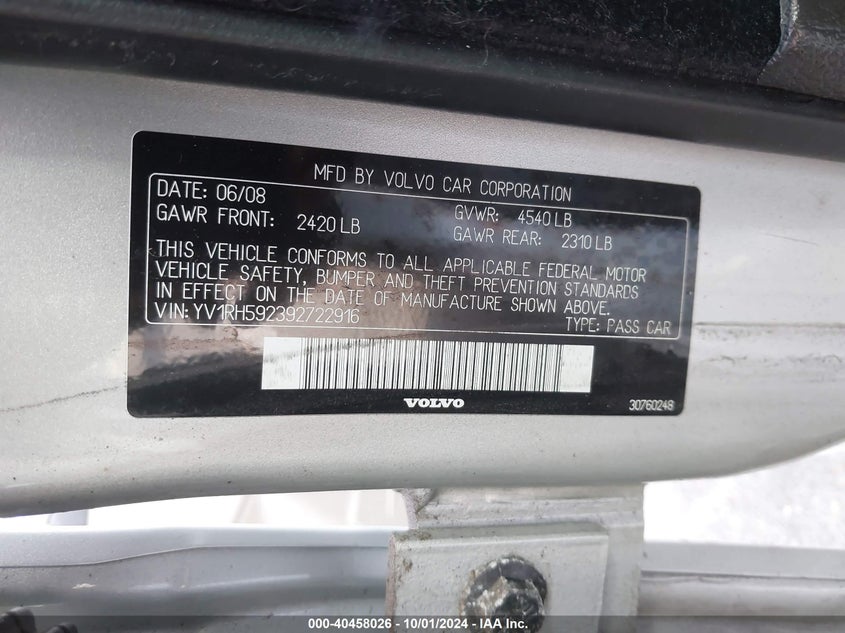 MFD BY VOLVO CAR CORPORATION
DATE: 06/08 GVWR: 4540 LB
GAWR FRONT: 2420 LB GAWR REAR: 2310 LB
THIS VEHICLE CONFORMS TO ALL APPLICABLE FEDERAL MOTOR
VEHICLE SAFETY, BUMPER AND THEFT PREVENTION STANDARDS
IN EFFECT ON THE DATE OF MANUFACTURE SHOWN ABOVE.
VIN: YV1RH592392722916 TYPE: PASS CAR
VOLVO 30760248
000-40458026 - 10/01/2024 - IAA Inc.